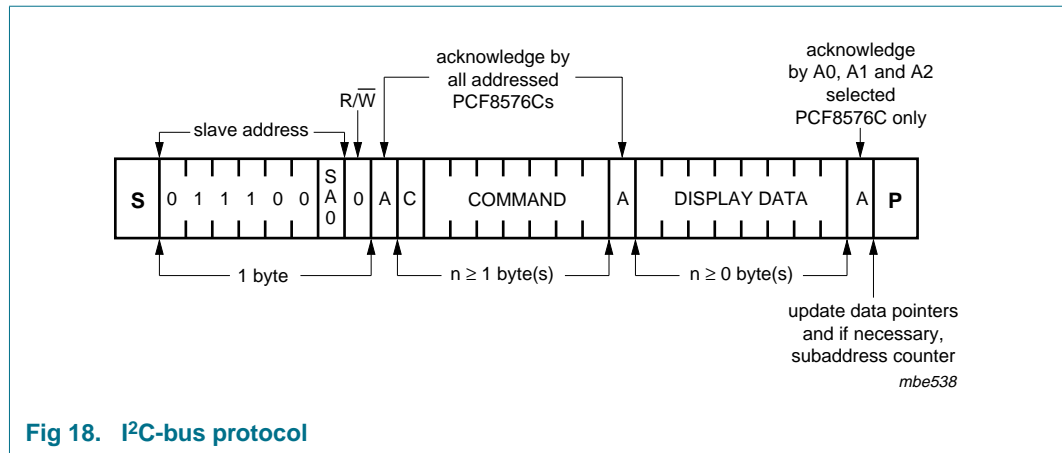 acknowledge by
all addressed
PCF8576Cs
acknowledge
by A0, A1 and A2
selected
PCF8576C only
R/W̅
slave address
S 0 1 1 1 0 0 S A 0 0 A C COMMAND A DISPLAY DATA A P
1 byte
n ≥ 1 byte(s)
n ≥ 0 byte(s)
update data pointers
and if necessary,
subaddress counter
mbe538
Fig 18. I²C-bus protocol